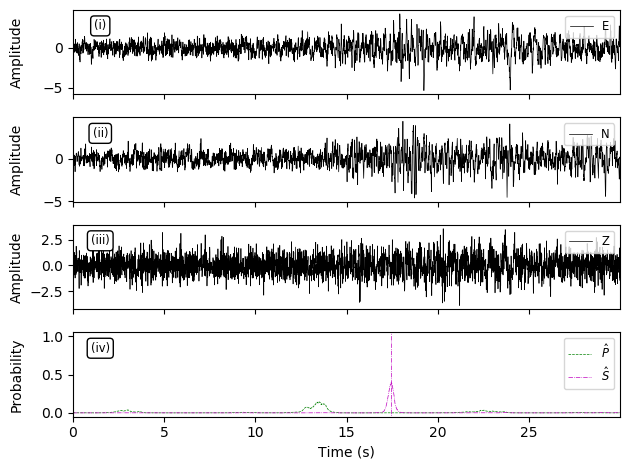 Amplitude
0
−5
(i)
E
Amplitude
0
−5
(ii)
N
Amplitude
2.5
0.0
−2.5
(iii)
Z
Probability
1.0
0.5
0.0
(iv)
P̂
Ŝ
0 5 10 15 20 25
Time (s)